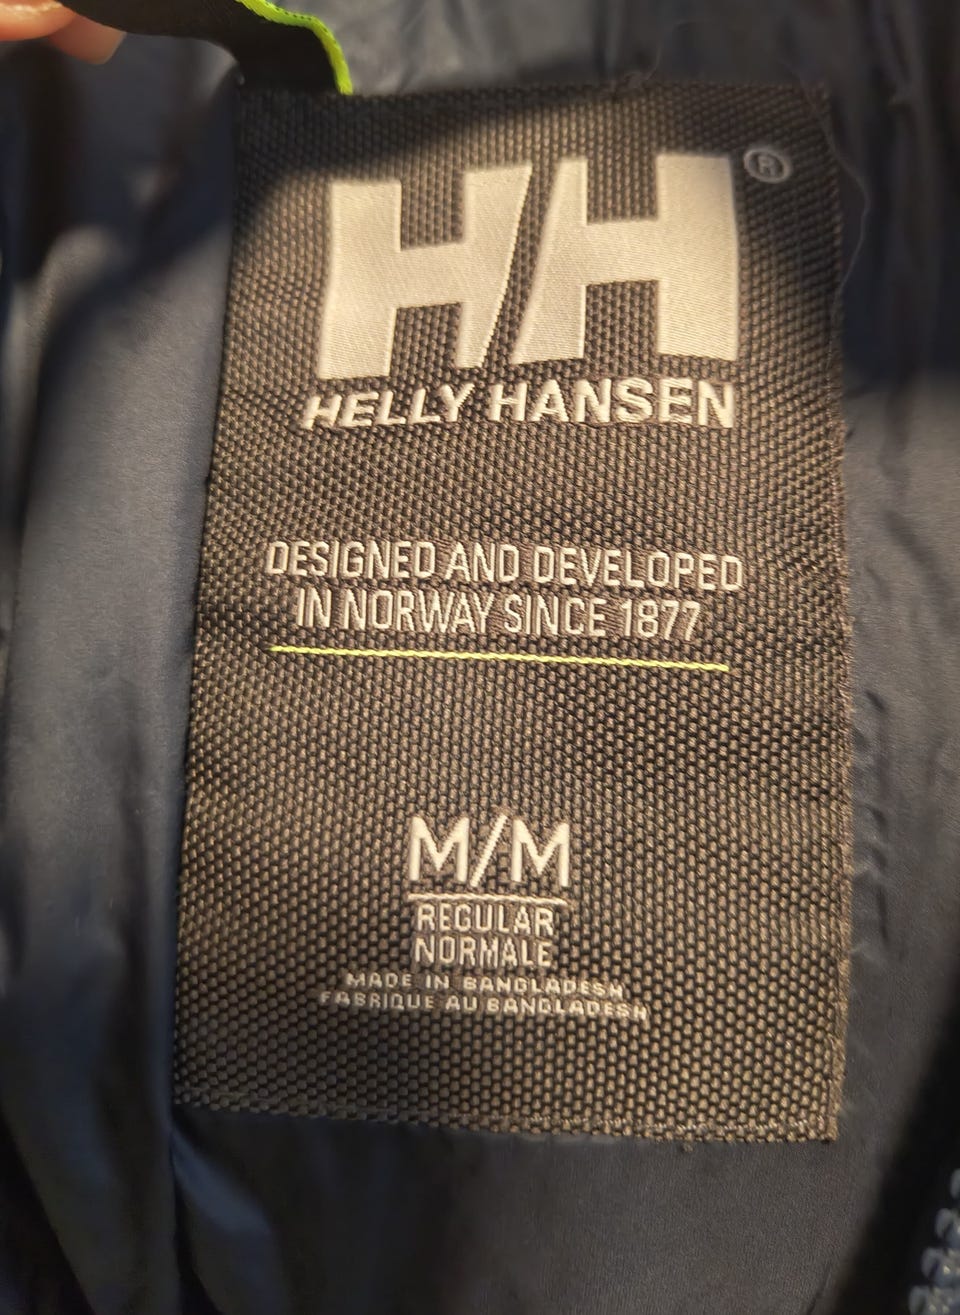 HH®
HELLY HANSEN
DESIGNED AND DEVELOPED
IN NORWAY SINCE 1877
M/M
REGULAR
NORMALE
MADE IN BANGLADESH
FABRIQUE AU BANGLADESH